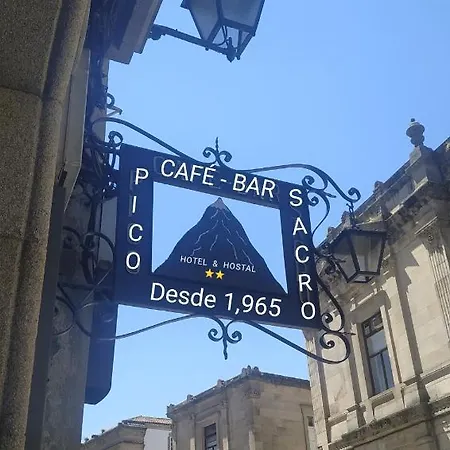 CAFÉ - BAR
PICO
SACRO
HOTEL & HOSTAL
Desde 1,965